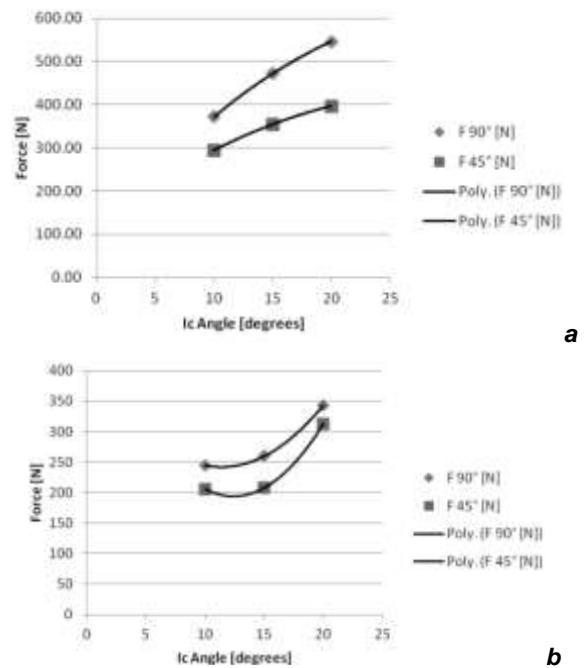 600.00
500.00
400.00
300.00
200.00
100.00
0.00
Force [N]
0 5 10 15 20 25
Ic Angle [degrees]
F 90° [N]
F 45° [N]
Poly. (F 90° [N])
Poly. (F 45° [N])
a
400
350
300
250
200
150
100
50
0
Force [N]
0 5 10 15 20 25
Ic Angle [degrees]
F 90° [N]
F 45° [N]
Poly. (F 90° [N])
Poly. (F 45° [N])
b